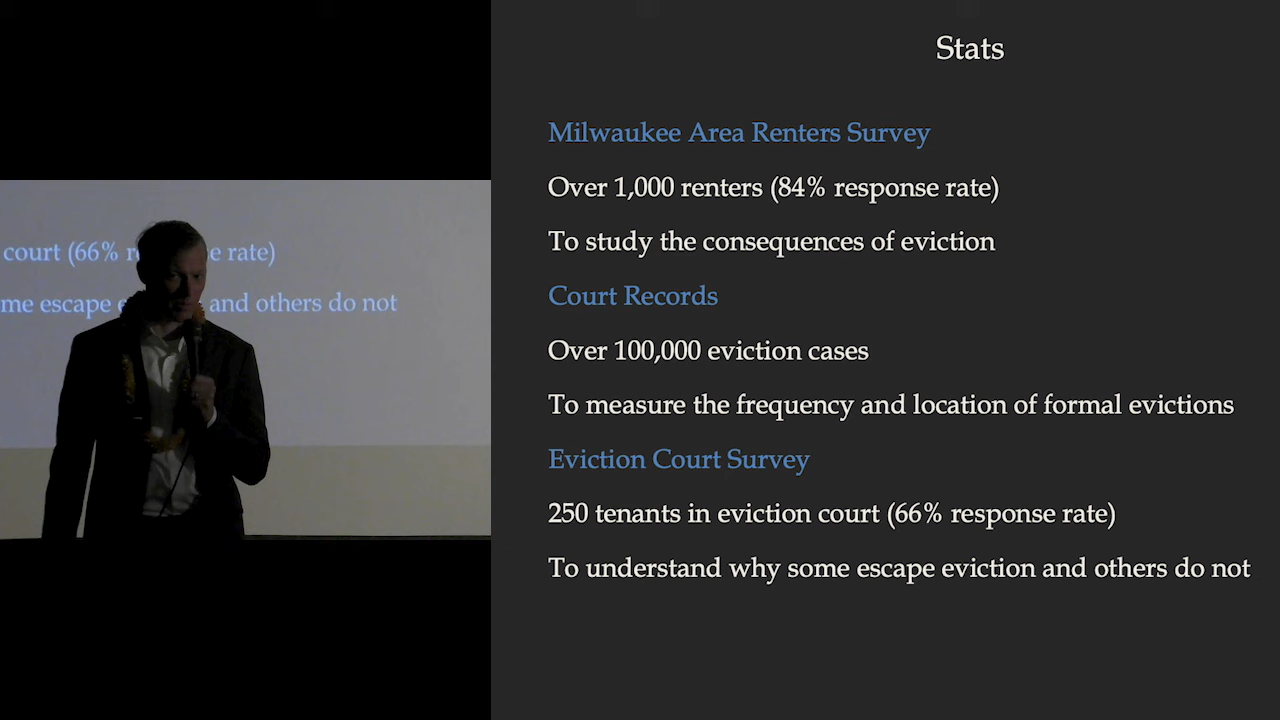 Stats
Milwaukee Area Renters Survey
Over 1,000 renters (84% response rate)
To study the consequences of eviction
Court Records
Over 100,000 eviction cases
To measure the frequency and location of formal evictions
Eviction Court Survey
250 tenants in eviction court (66% response rate)
To understand why some escape eviction and others do not
court (66% r e rate)
me escape e and others do not